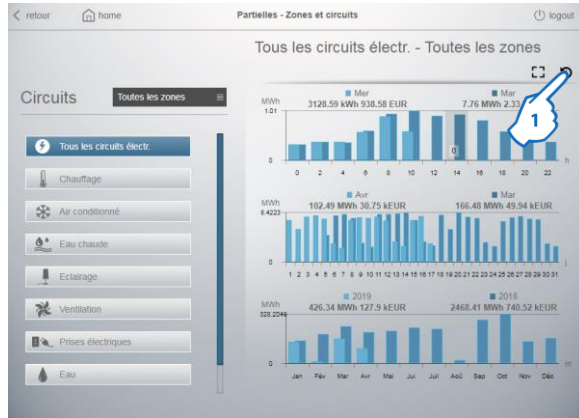 retour
home
Partielles - Zones et circuits
logout
Tous les circuits électr. - Toutes les zones
Circuits
Toutes les zones
Tous les circuits électr.
Chauffage
Air conditionné
Eau chaude
Eclairage
Ventilation
Prises électriques
Eau
Mer
Mar
MWh
3128.59 kWh 938.58 EUR
7.76 MWh 2.33
1.01
1
0
0
0 2 4 6 8 10 12 14 16 18 20 22
h
Avr
Mar
MWh
102.49 MWh 30.75 kEUR
166.48 MWh 49.94 kEUR
8.4223
0
1 2 3 4 5 6 7 8 9 10 11 12 13 14 15 16 17 18 19 20 21 22 23 24 25 26 27 28 29 30 31
j
2019
2018
MWh
426.34 MWh 127.9 kEUR
2468.41 MWh 740.52 kEUR
328.2049
0
Jan Fév Mar Avr Mai Jui Juil Aoû Sep Oct Nov Déc
m